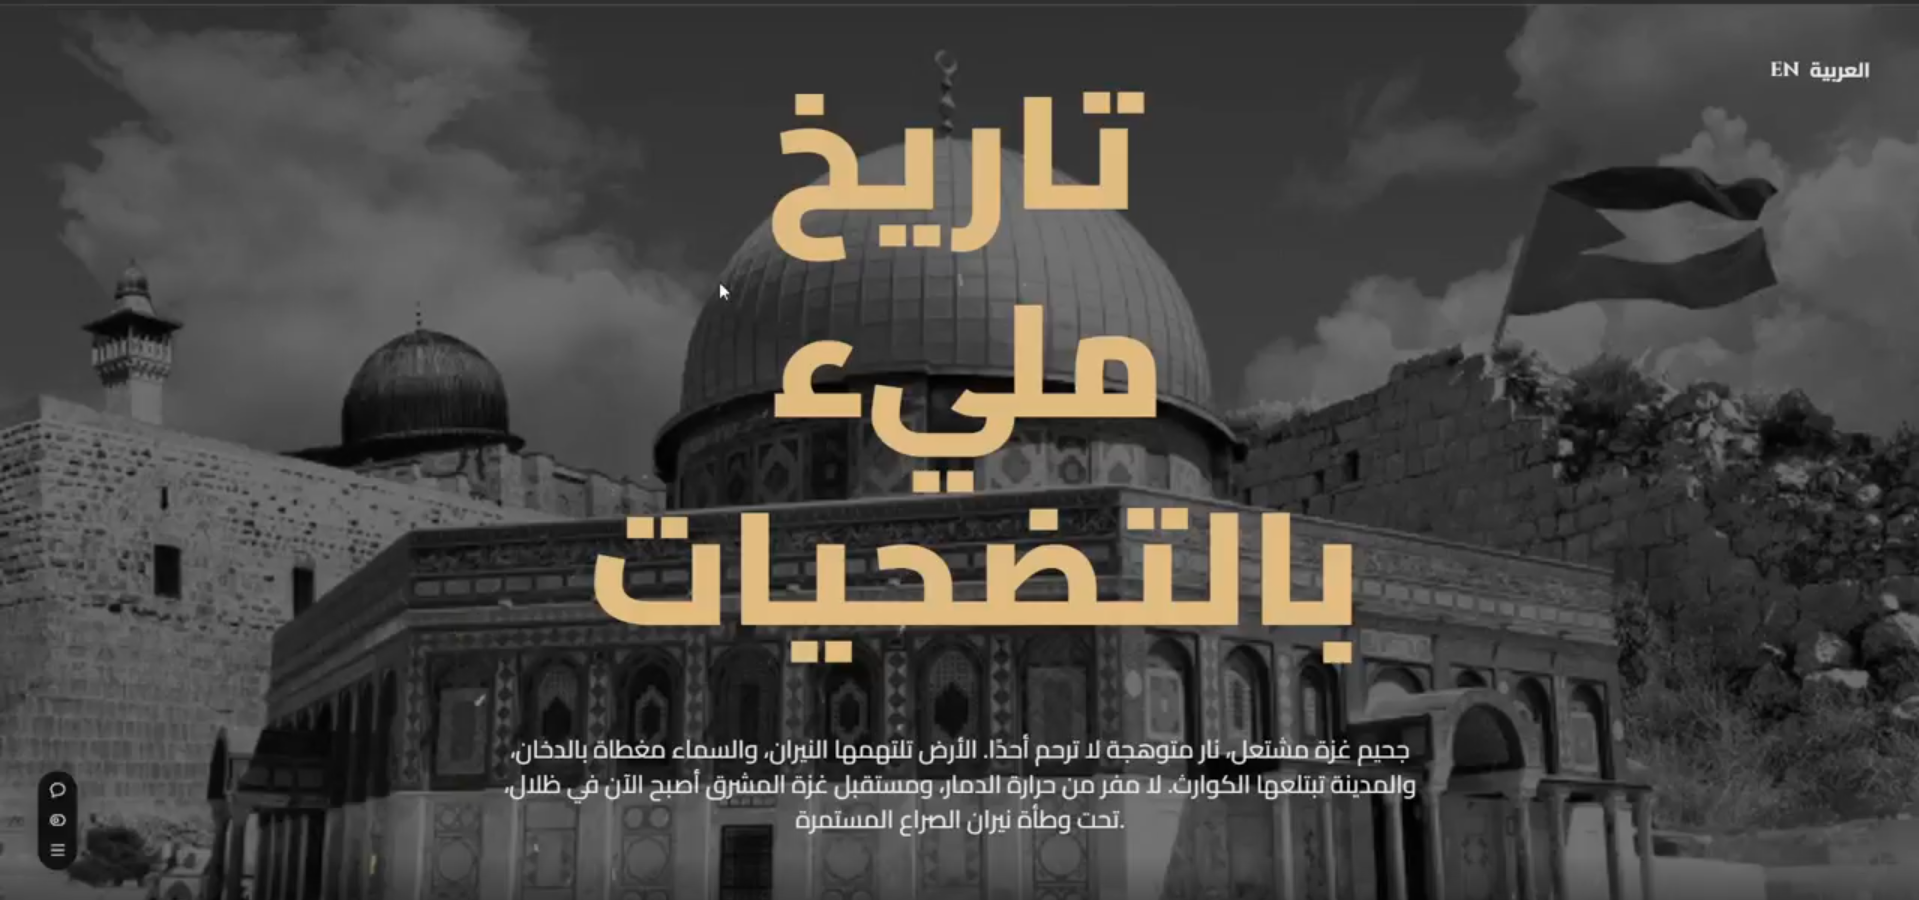 العربية EN
تاريخ
مليء
بالتضحيات
جحيم غزة مشتعل، نار متوهجة لا ترحم أحدًا. الأرض تلتهمها النيران، والسماء مغطاة بالدخان،
والمدينة تبتلعها الكوارث. لا مفر من حرارة الدمار، ومستقبل غزة المشرق أصبح الآن في ظلال،
.تحت وطأة نيران الصراع المستمرة